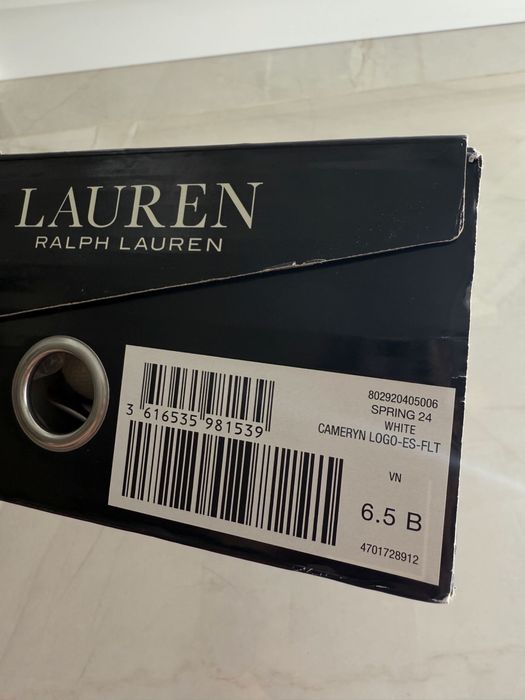 LAUREN
RALPH LAUREN
3 616535 981539
802920405006
SPRING 24
WHITE
CAMERYN LOGO-ES-FLT
VN
6.5 B
4701728912